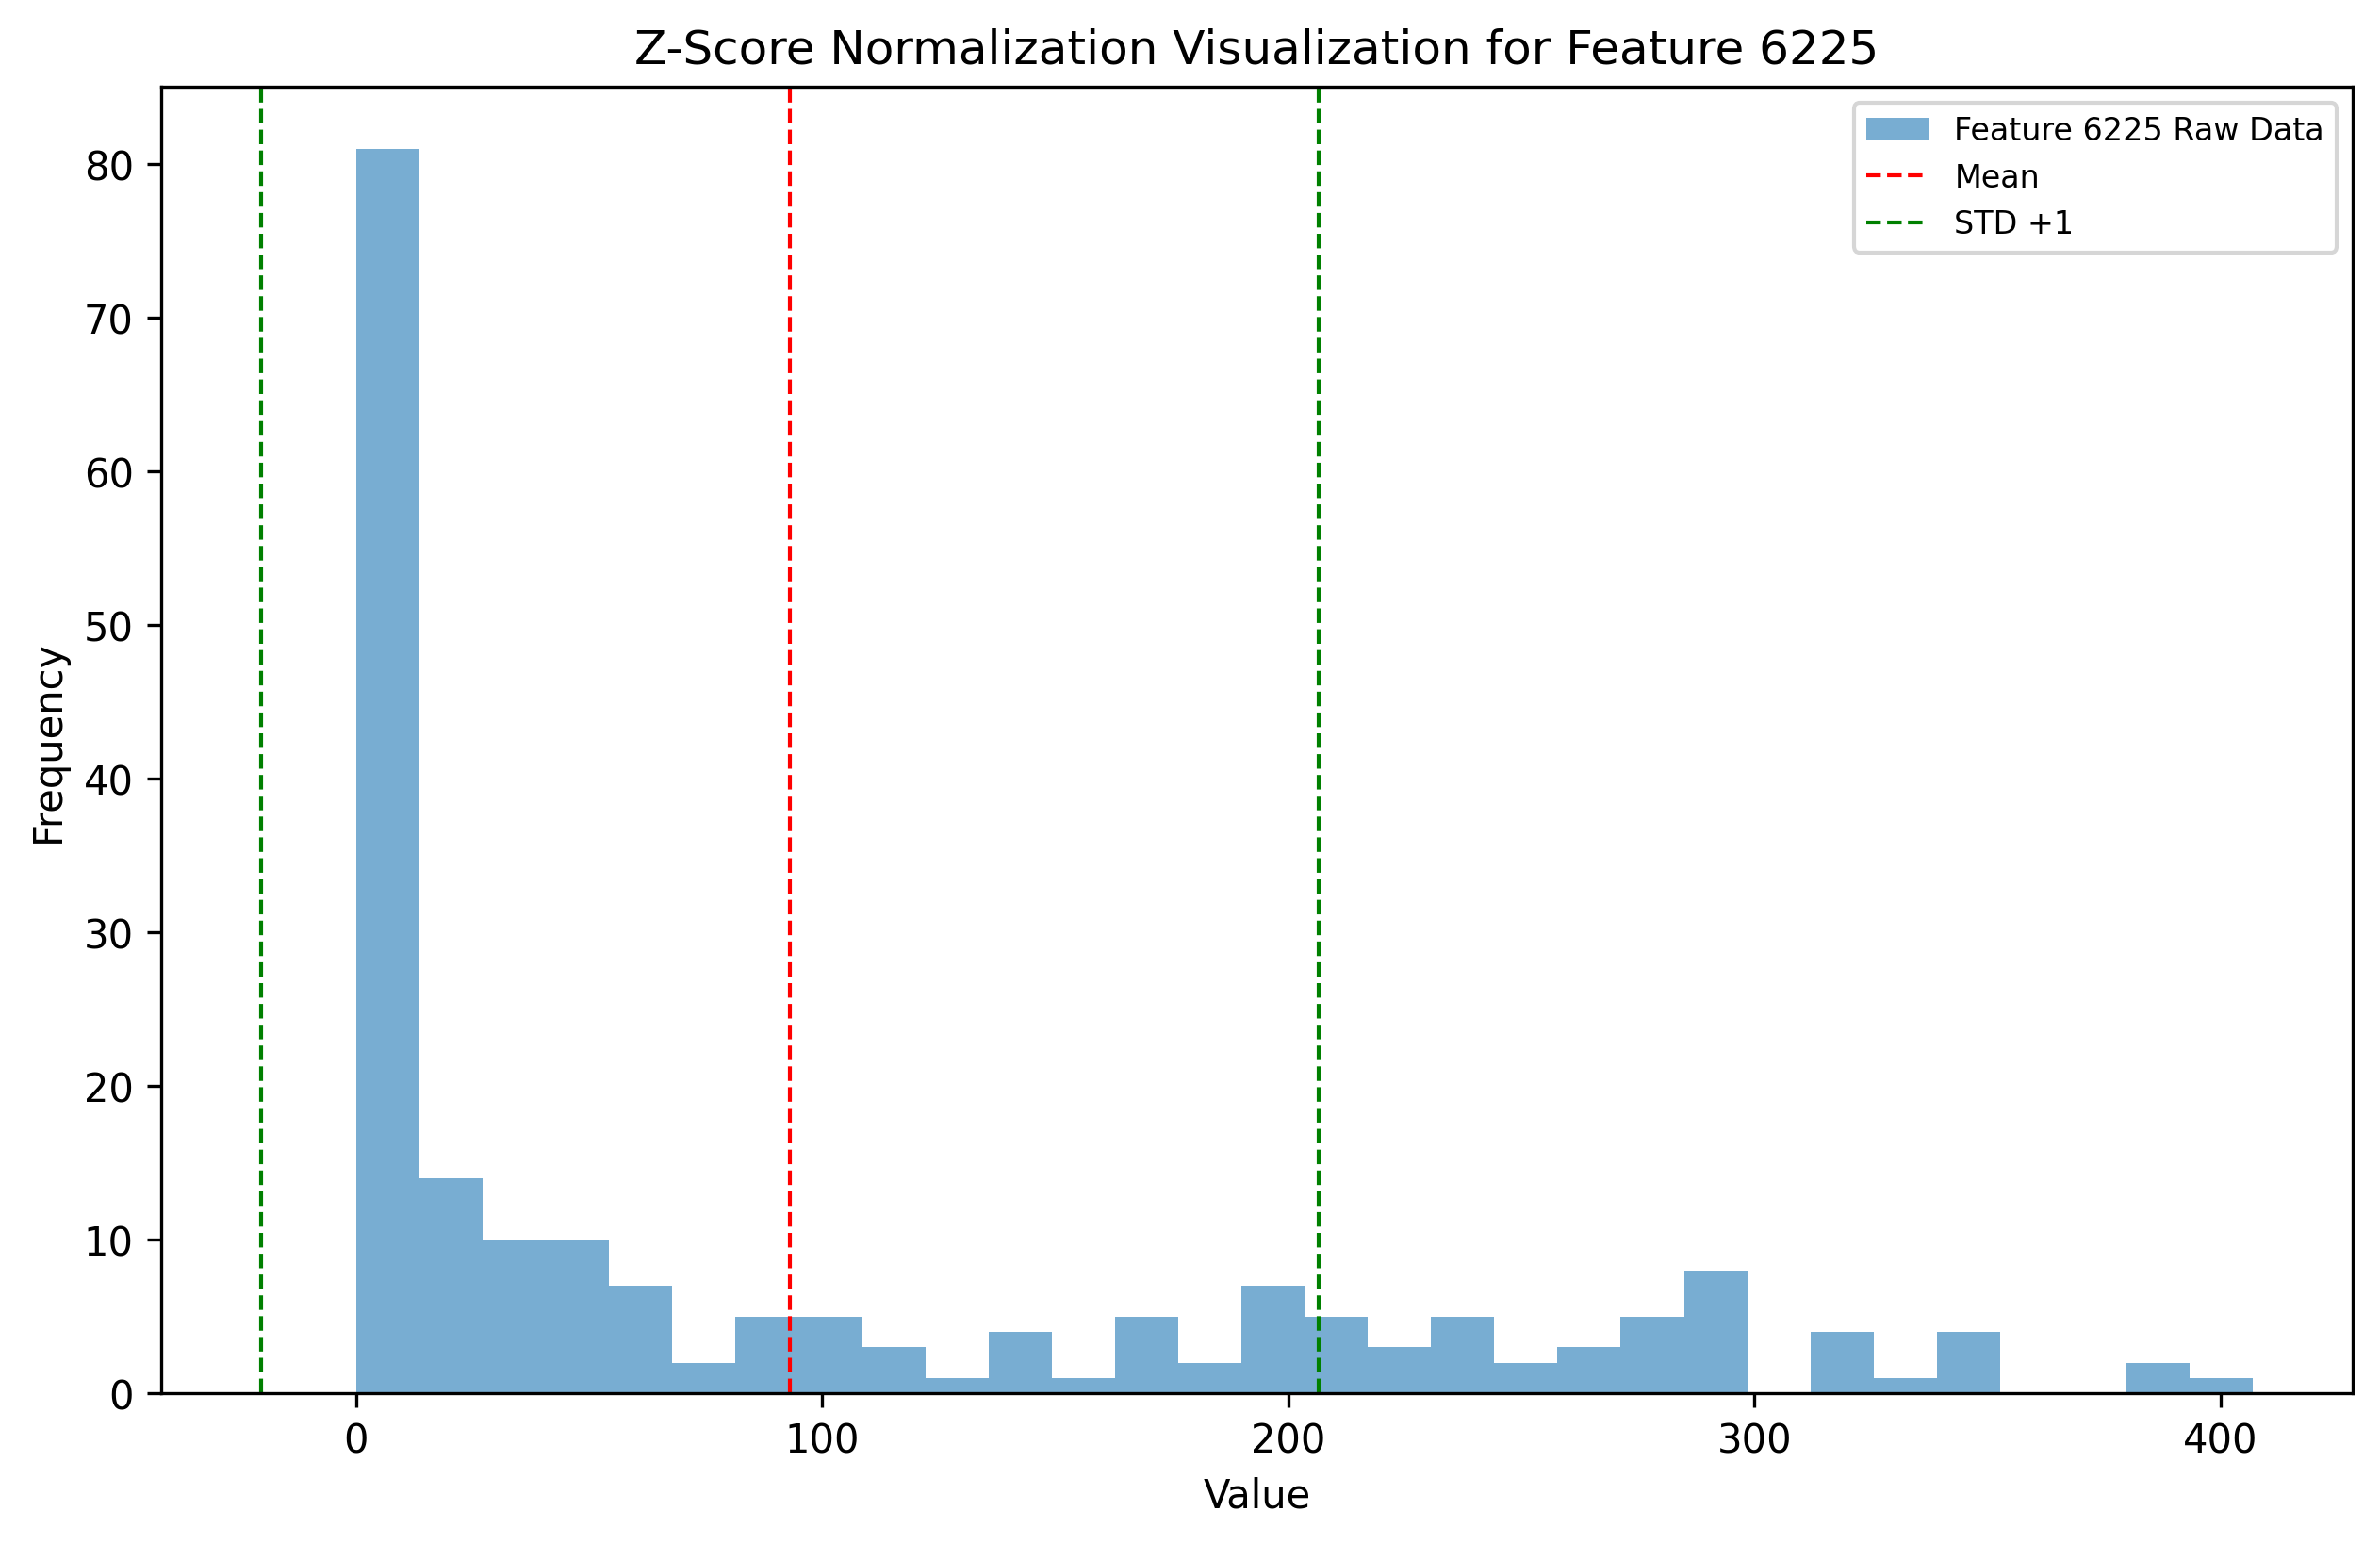 Z-Score Normalization Visualization for Feature 6225
Feature 6225 Raw Data
Mean
STD +1
Frequency
80
70
60
50
40
30
20
10
0
0 100 200 300 400
Value